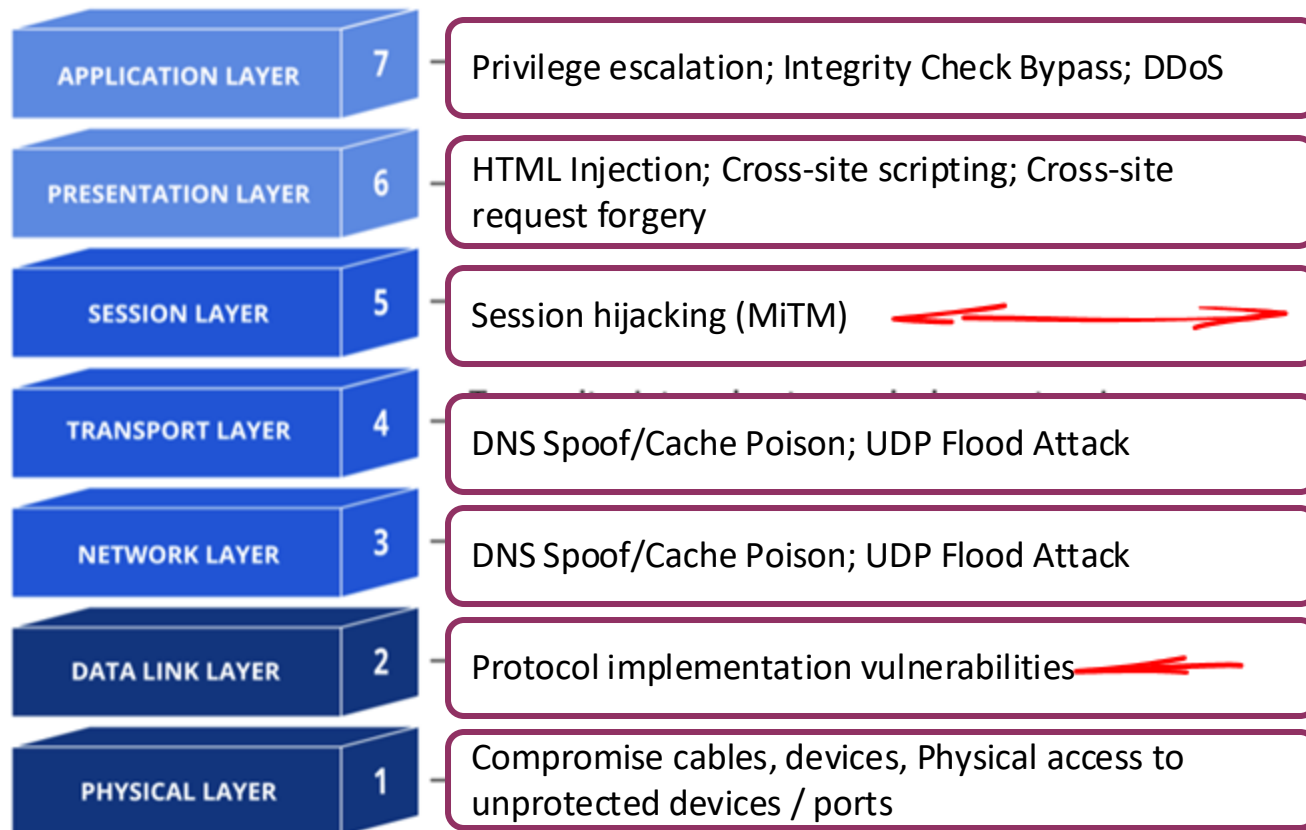 APPLICATION LAYER 7 Privilege escalation; Integrity Check Bypass; DDoS
PRESENTATION LAYER 6 HTML Injection; Cross-site scripting; Cross-site
request forgery
SESSION LAYER 5 Session hijacking (MiTM)
TRANSPORT LAYER 4 DNS Spoof/Cache Poison; UDP Flood Attack
NETWORK LAYER 3 DNS Spoof/Cache Poison; UDP Flood Attack
DATA LINK LAYER 2 Protocol implementation vulnerabilities
PHYSICAL LAYER 1 Compromise cables, devices, Physical access to
unprotected devices / ports